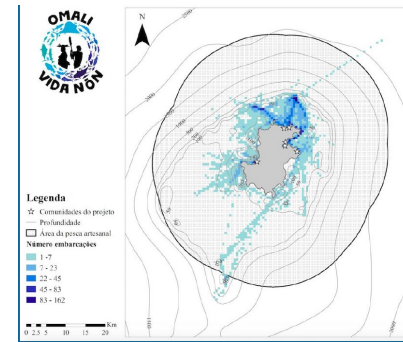 OMALI
VIDA NÔN
N
Legenda
Comunidades do projeto
Profundidade
Área da pesca artesanal
Número embarcações
1 -7
7 - 23
22 - 45
45 - 83
83 - 162
0 2,5 5 10 15 20 Km